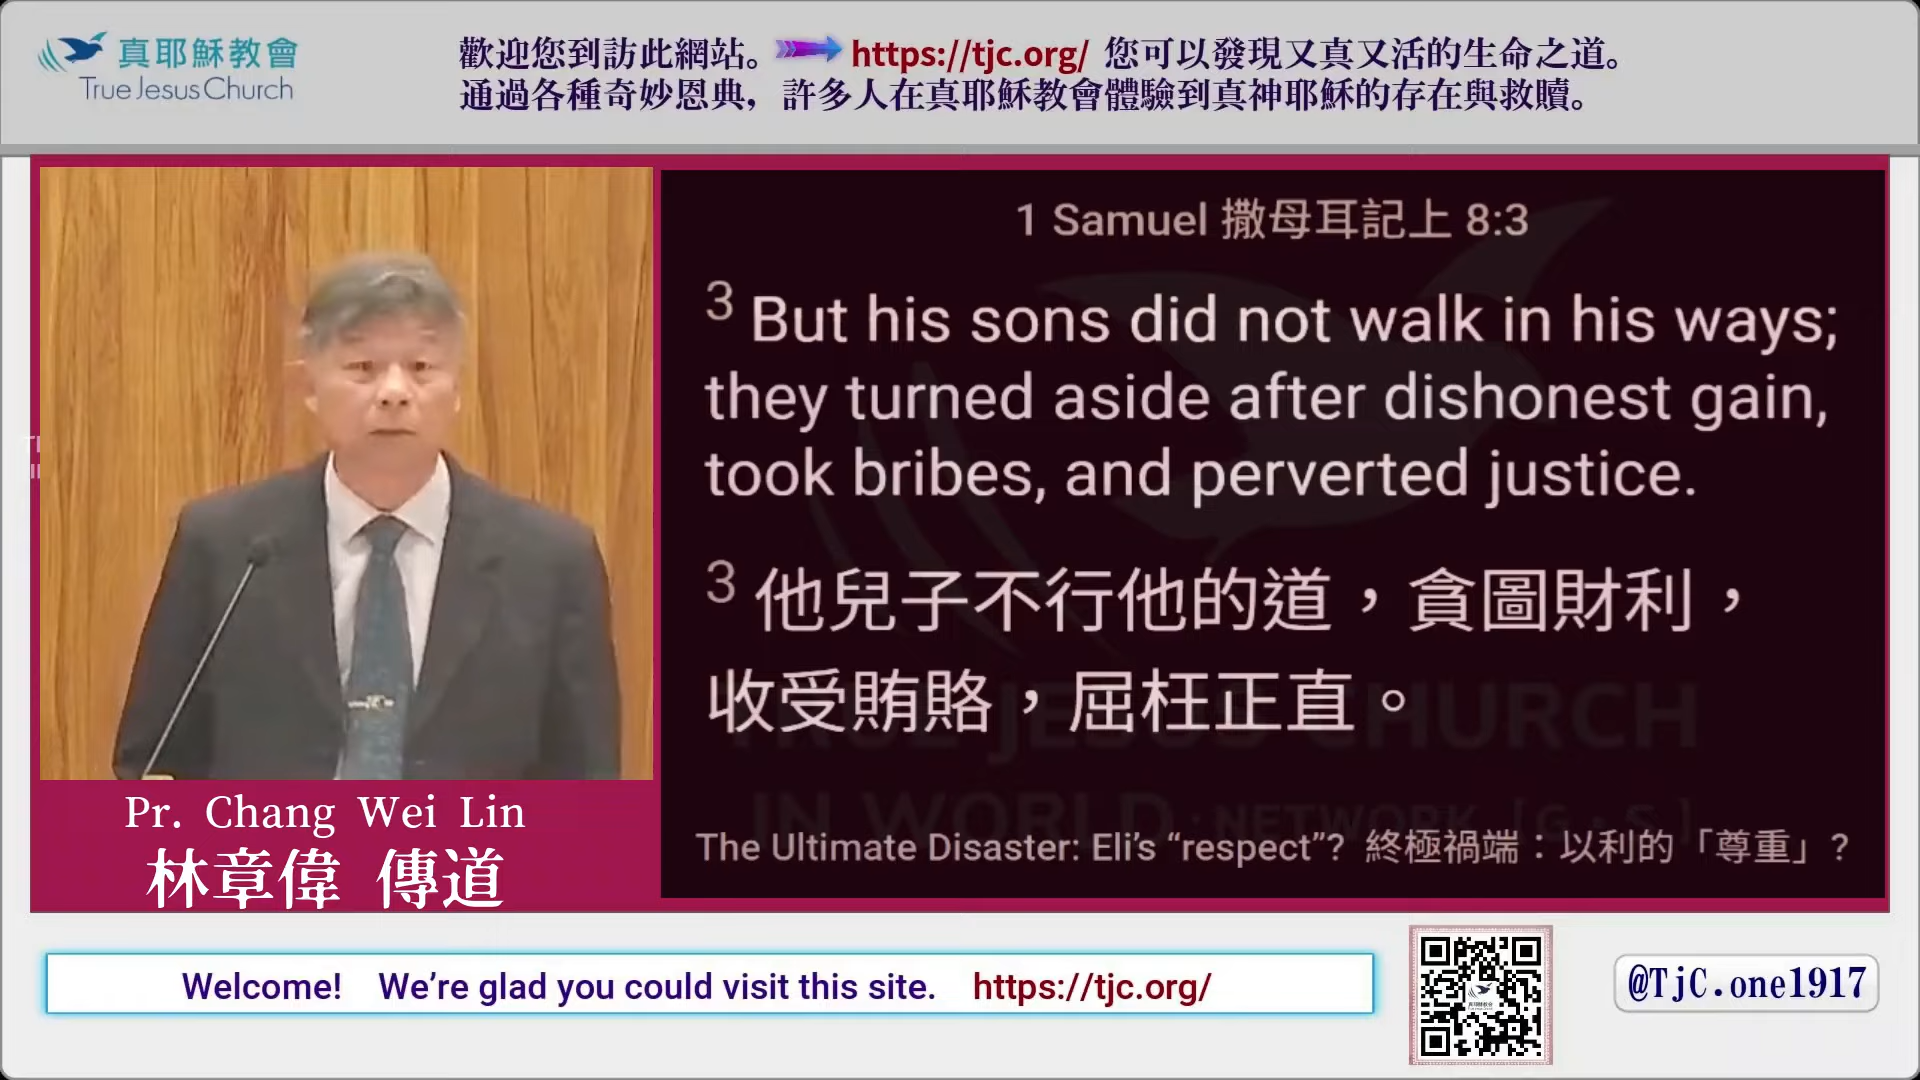 真耶穌教會
True Jesus Church
歡迎您到訪此網站。 https://tjc.org/ 您可以發現又真又活的生命之道。
通過各種奇妙恩典，許多人在真耶穌教會體驗到真神耶穌的存在與救贖。
1 Samuel 撒母耳記上 8:3
3 But his sons did not walk in his ways;
they turned aside after dishonest gain,
took bribes, and perverted justice.
3 他兒子不行他的道，貪圖財利，
收受賄賂，屈枉正直。
TRUE JESUS CHURCH
IN WORLD · NETWORK [G·S]
The Ultimate Disaster: Eli’s “respect”? 終極禍端：以利的「尊重」?
Pr. Chang Wei Lin
林章偉 傳道
Welcome! We’re glad you could visit this site. https://tjc.org/
@TjC.one1917